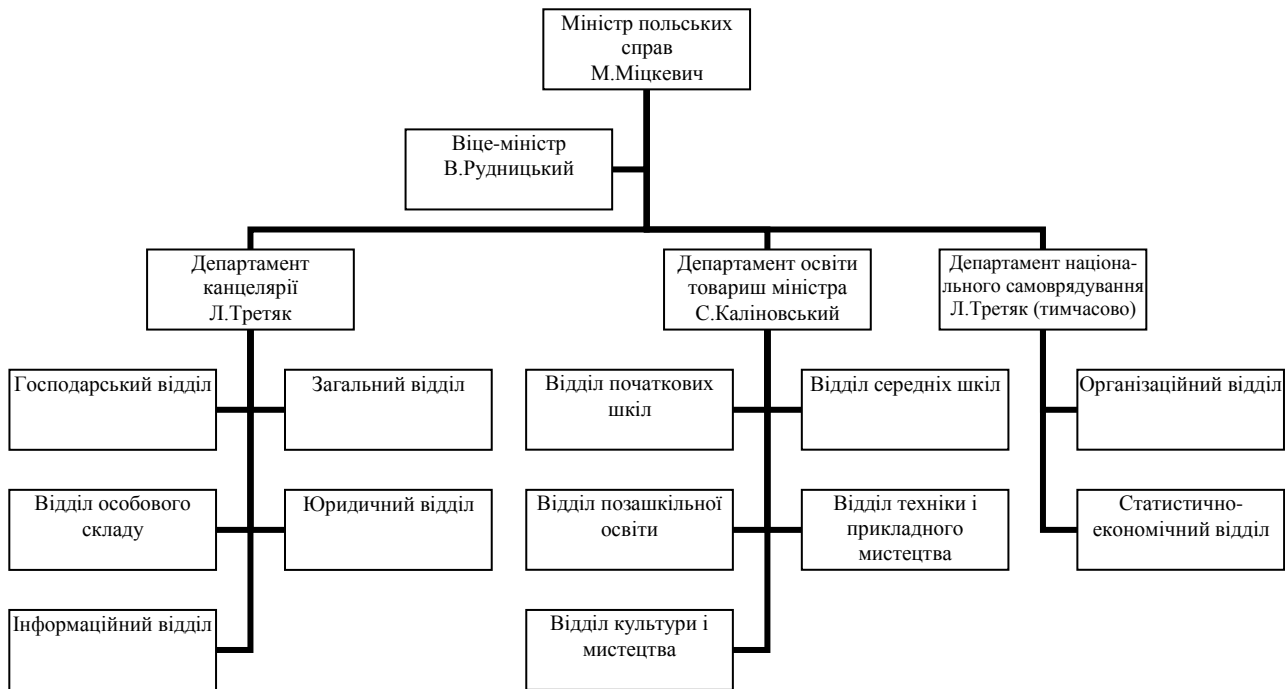 Міністр польських
справ
М.Міцкевич
Віце-міністр
В.Рудницький
Департамент
канцелярії
Л.Третяк
Департамент освіти
товариш міністра
С.Каліновський
Департамент націона-
льного самоврядування
Л.Третяк (тимчасово)
Господарський відділ
Загальний відділ
Відділ початкових
шкіл
Відділ середніх шкіл
Організаційний відділ
Відділ особового
складу
Юридичний відділ
Відділ позашкільної
освіти
Відділ техніки і
прикладного
мистецтва
Статистично-
економічний відділ
Інформаційний відділ
Відділ культури і
мистецтва